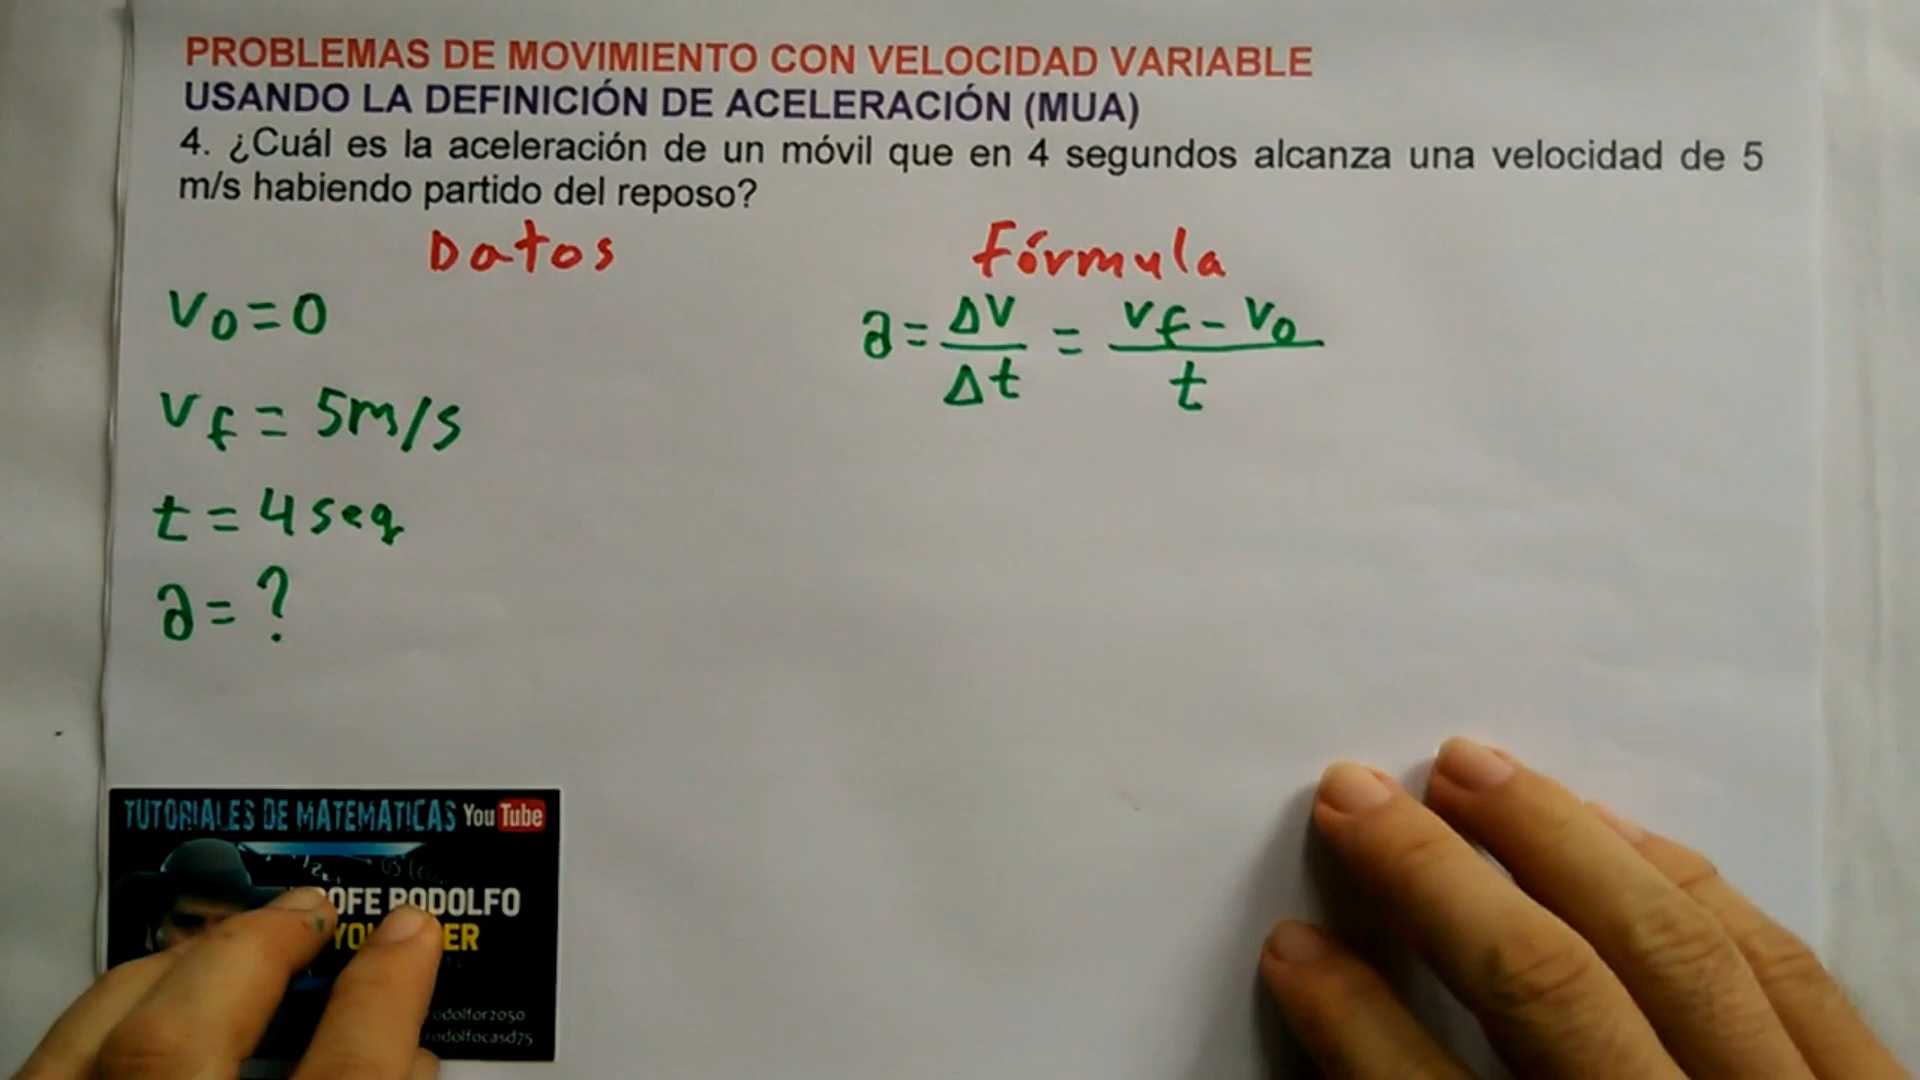 PROBLEMAS DE MOVIMIENTO CON VELOCIDAD VARIABLE
USANDO LA DEFINICIÓN DE ACELERACIÓN (MUA)
4. ¿Cuál es la aceleración de un móvil que en 4 segundos alcanza una velocidad de 5
m/s habiendo partido del reposo?
Datos
V₀=0
Vf = 5m/s
t = 4seg
a = ?
Fórmula
a = ΔV/Δt = Vf - V₀/t
TUTORIALES DE MATEMATICAS YouTube
RODOLFO